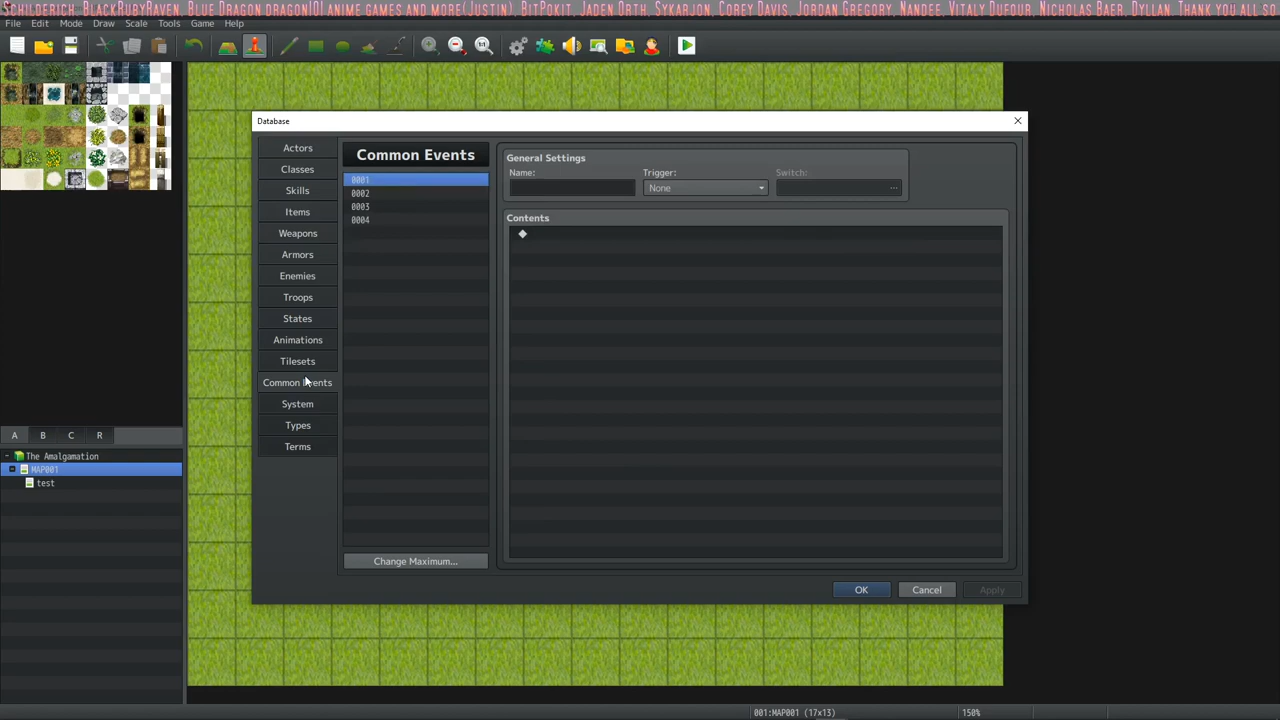 Schilderich, BlackRubyRaven, Blue Dragon dragon101 anime games and more(Justin), BitPokit, Jaden Orth, Sykarjon, Corey Davis, Jordan Gregory, Nandee, Vitaly Dufour, Nicholas Baer, Dyllan. Thank you all so
File Edit Mode Draw Scale Tools Game Help
Database
Actors
Classes
Skills
Items
Weapons
Armors
Enemies
Troops
States
Animations
Tilesets
Common Events
System
Types
Terms
Common Events
0001
0002
0003
0004
Change Maximum...
General Settings
Name: Trigger: Switch:
None ...
Contents
OK Cancel Apply
A B C R
The Amalgamation
MAP001
test
001:MAP001 (17x13) 150%